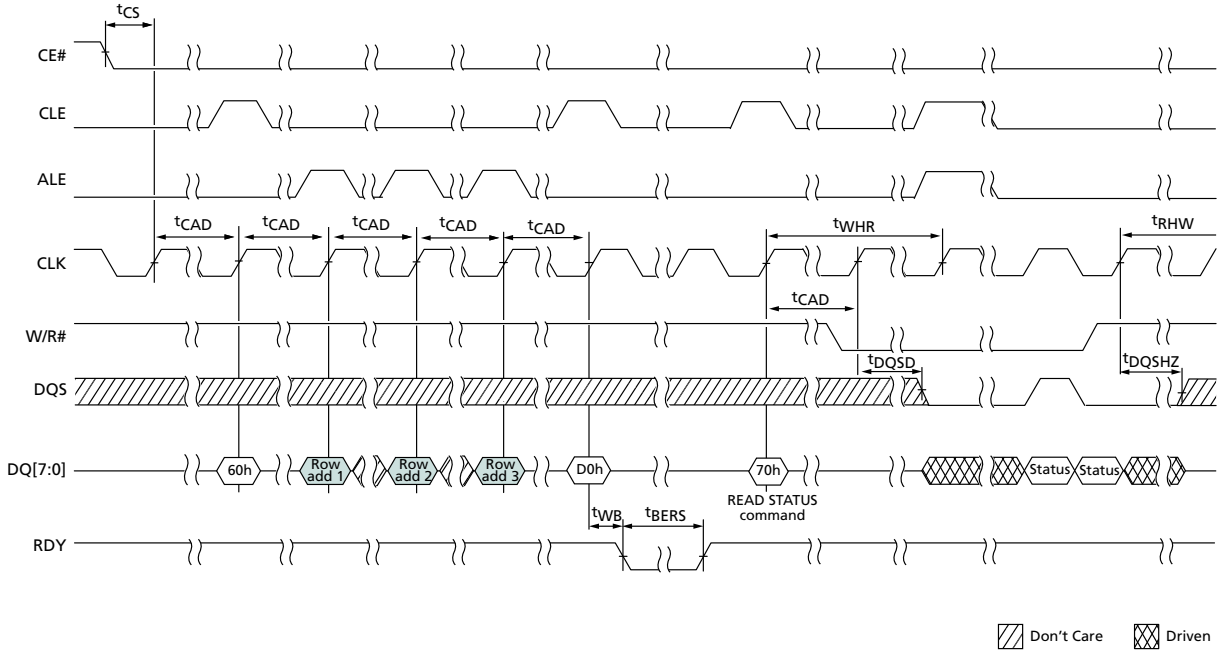 tCS
CE#
CLE
ALE
tCAD tCAD tCAD tCAD tCAD tWHR tRHW
CLK
tCAD
W/R#
tDQSD tDQSHZ
DQS
DQ[7:0] 60h Row add 1 Row add 2 Row add 3 D0h 70h Status Status
READ STATUS
command
tWB tBERS
RDY
Don't Care Driven